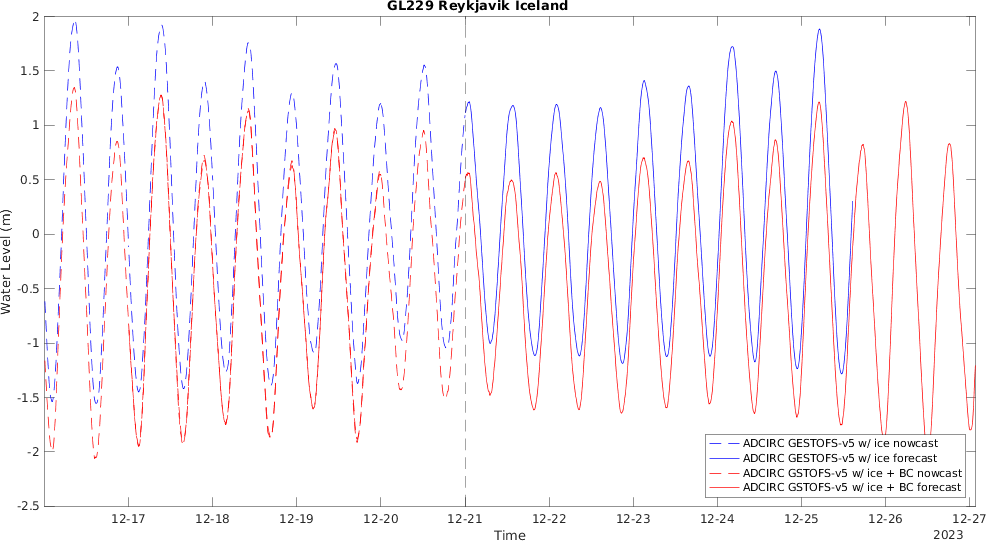 GL229 Reykjavik Iceland
Water Level (m)
2
1.5
1
0.5
0
-0.5
-1
-1.5
-2
-2.5
ADCIRC GESTOFS-v5 w/ ice nowcast
ADCIRC GESTOFS-v5 w/ ice forecast
ADCIRC GSTOFS-v5 w/ ice + BC nowcast
ADCIRC GSTOFS-v5 w/ ice + BC forecast
12-17 12-18 12-19 12-20 12-21 12-22 12-23 12-24 12-25 12-26 12-27
Time
2023